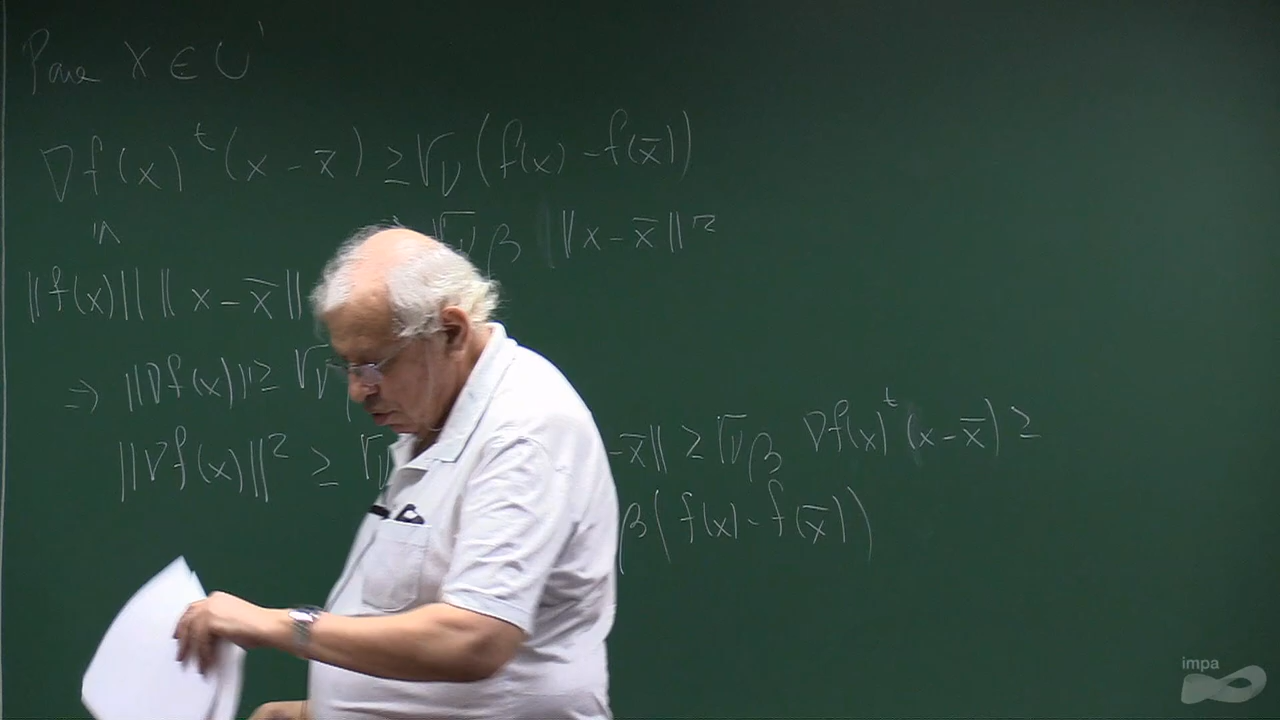 Para X ∈ U'
∇f(x)^t (x - x̄) ≥ √ν (f(x) - f(x̄))
√ν β ||x - x̄||²
||f(x)|| ||x - x̄||
⇒ ||∇f(x)|| ≥ √ν
||∇f(x)||² ≥ √ν - x̄|| ≥ √ν β ∇f(x)^t (x - x̄) ≥
β(f(x) - f(x̄))
impa